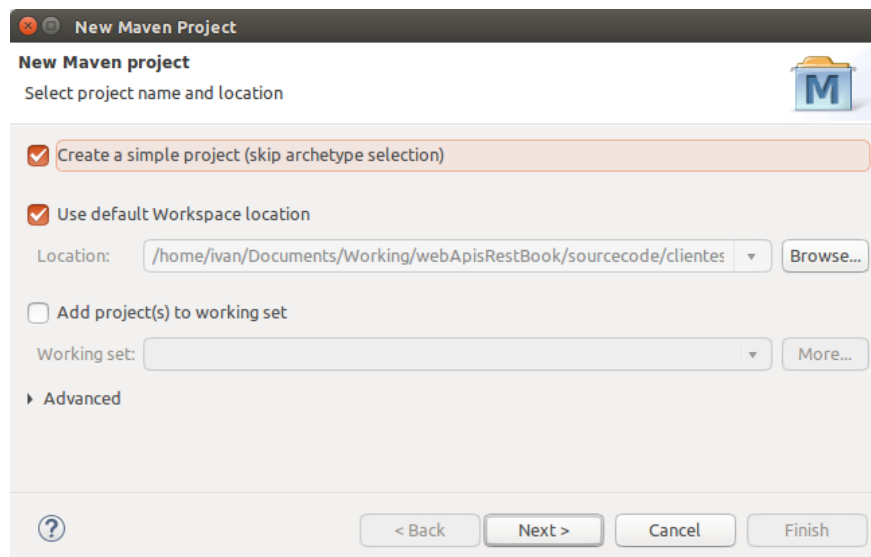 New Maven Project
New Maven project
Select project name and location
M
Create a simple project (skip archetype selection)
Use default Workspace location
Location: /home/ivan/Documents/Working/webApisRestBook/sourcecode/clientes Browse...
Add project(s) to working set
Working set: More...
Advanced
? < Back Next > Cancel Finish